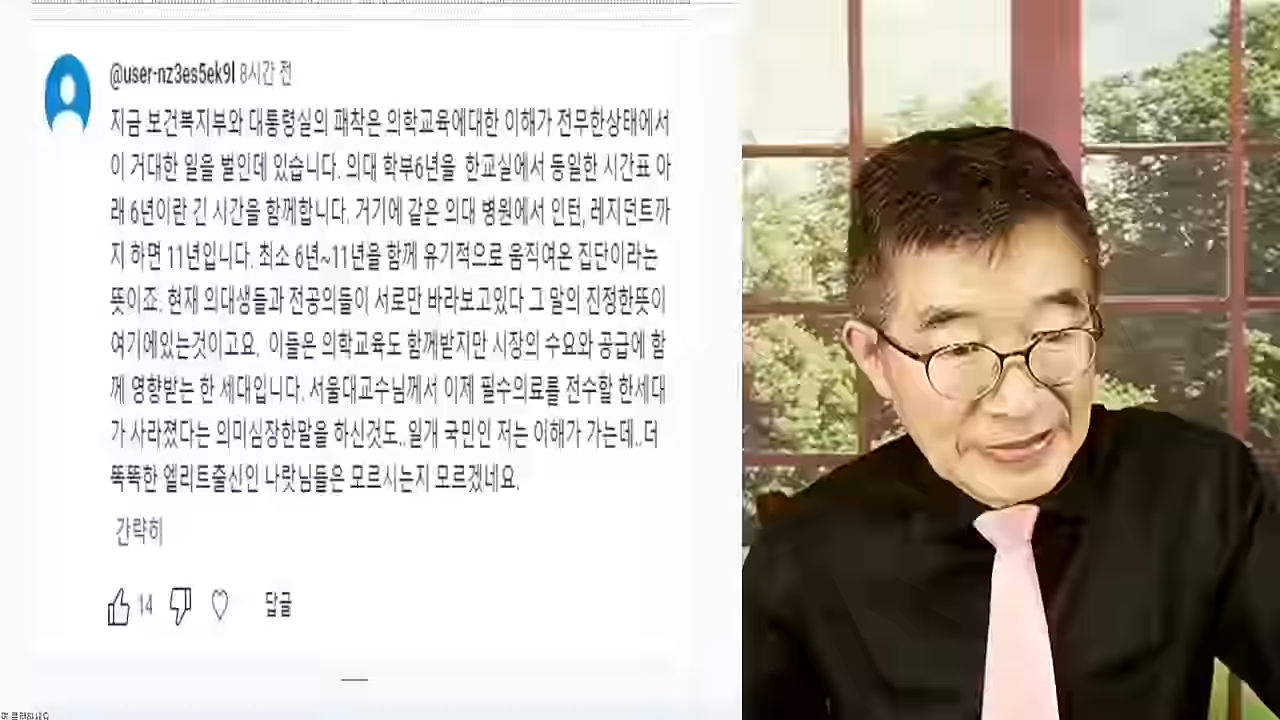 @user-nz3es5ek9l 8시간 전
지금 보건복지부와 대통령실의 패착은 의학교육에대한 이해가 전무한상태에서
이 거대한 일을 벌인데 있습니다. 의대 학부6년을 한교실에서 동일한 시간표 아
래 6년이란 긴 시간을 함께합니다. 거기에 같은 의대 병원에서 인턴, 레지던트까
지 하면 11년입니다. 최소 6년~11년을 함께 유기적으로 움직여온 집단이라는
뜻이죠. 현재 의대생들과 전공의들이 서로만 바라보고있다 그 말의 진정한뜻이
여기에있는것이고요. 이들은 의학교육도 함께받지만 시장의 수요와 공급에 함
께 영향받는 한 세대입니다. 서울대교수님께서 이제 필수의료를 전수할 한세대
가 사라졌다는 의미심장한말을 하신것도..일개 국민인 저는 이해가 가는데..더
똑똑한 엘리트출신인 나랏님들은 모르시는지 모르겠네요.
간략히
14 답글